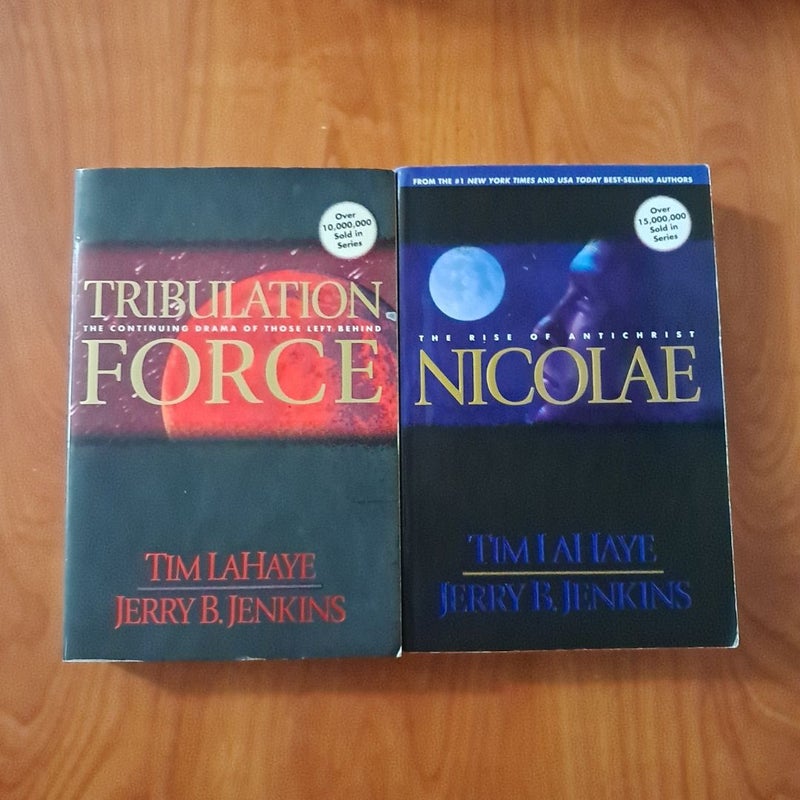 Over
10,000,000
Sold in
Series
TRIBULATION
THE CONTINUING DRAMA OF THOSE LEFT BEHIND
FORCE
TIM LAHAYE
JERRY B. JENKINS
FROM THE #1 NEW YORK TIMES AND USA TODAY BEST-SELLING AUTHORS
Over
15,000,000
Sold in
Series
THE RISE OF ANTICHRIST
NICOLAE
TIM LAHAYE
JERRY B. JENKINS